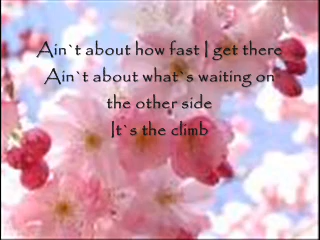 Ain`t about how fast I get there
Ain`t about what`s waiting on
the other side
It`s the climb